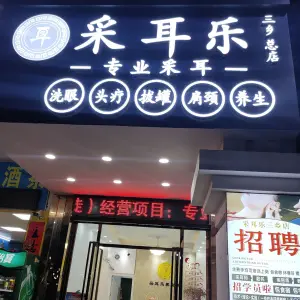 耳
采耳乐
三乡总店
专业采耳
洗眼 头疗 拔罐 肩颈 养生
酒
走）经营项目：专
采耳乐三乡店
招聘
招学员啦